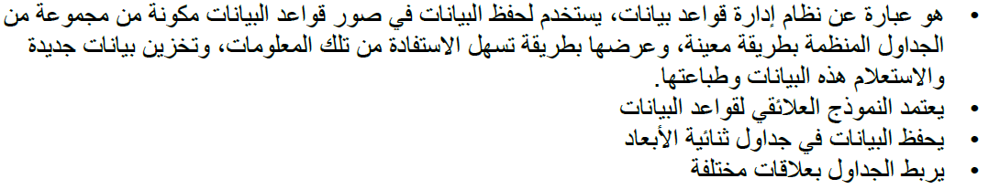 • هو عبارة عن نظام إدارة قواعد بيانات، يستخدم لحفظ البيانات في صور قواعد البيانات مكونة من مجموعة من
الجداول المنظمة بطريقة معينة، وعرضها بطريقة تسهل الاستفادة من تلك المعلومات، وتخزين بيانات جديدة
والاستعلام هذه البيانات وطباعتها.
• يعتمد النموذج العلائقي لقواعد البيانات
• يحفظ البيانات في جداول ثنائية الأبعاد
• يربط الجداول بعلاقات مختلفة